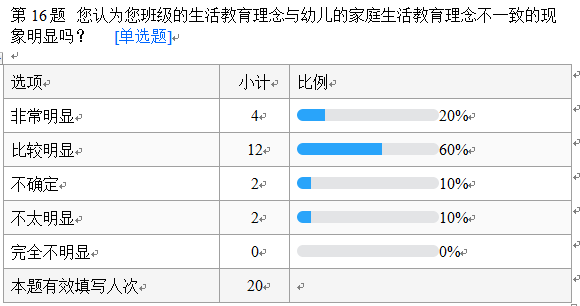 第 16 题 您认为您班级的生活教育理念与幼儿的家庭生活教育理念不一致的现
象明显吗? [单选题]
选项 小计 比例
非常明显 4 20%
比较明显 12 60%
不确定 2 10%
不太明显 2 10%
完全不明显 0 0%
本题有效填写人次 20